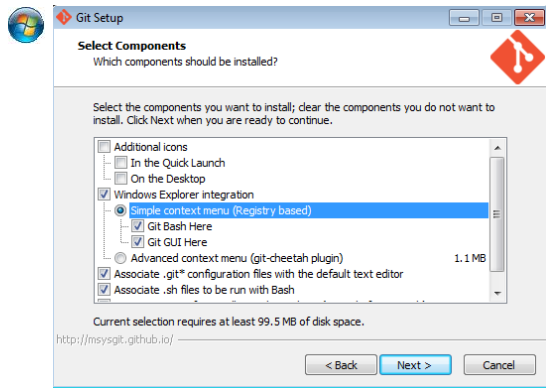 Git Setup
Select Components
Which components should be installed?
Select the components you want to install; clear the components you do not want to
install. Click Next when you are ready to continue.
Additional icons
In the Quick Launch
On the Desktop
Windows Explorer integration
Simple context menu (Registry based)
Git Bash Here
Git GUI Here
Advanced context menu (git-cheetah plugin) 1.1 MB
Associate .git* configuration files with the default text editor
Associate .sh files to be run with Bash
Current selection requires at least 99.5 MB of disk space.
http://msysgit.github.io/
< Back Next > Cancel